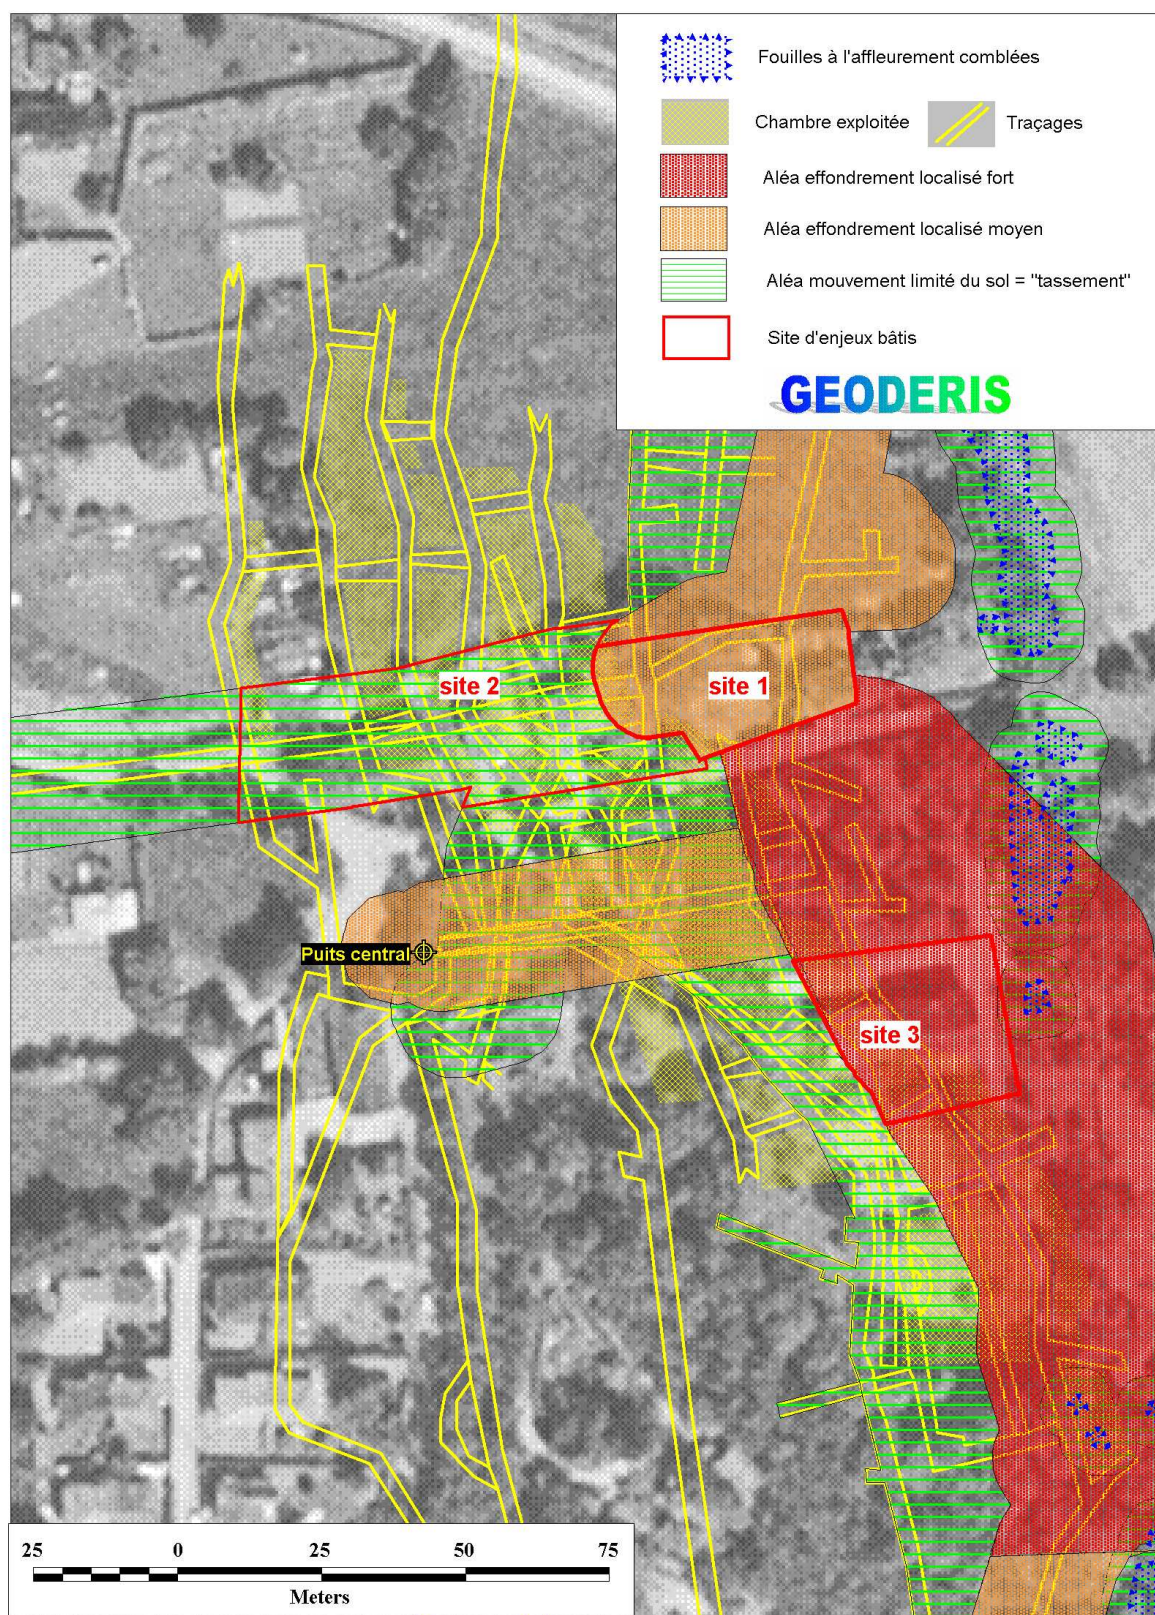 Fouilles à l'affleurement comblées
Chambre exploitée
Traçages
Aléa effondrement localisé fort
Aléa effondrement localisé moyen
Aléa mouvement limité du sol = "tassement"
Site d'enjeux bâtis
GEODERIS
site 2
site 1
Puits central
site 3
25 0 25 50 75
Meters